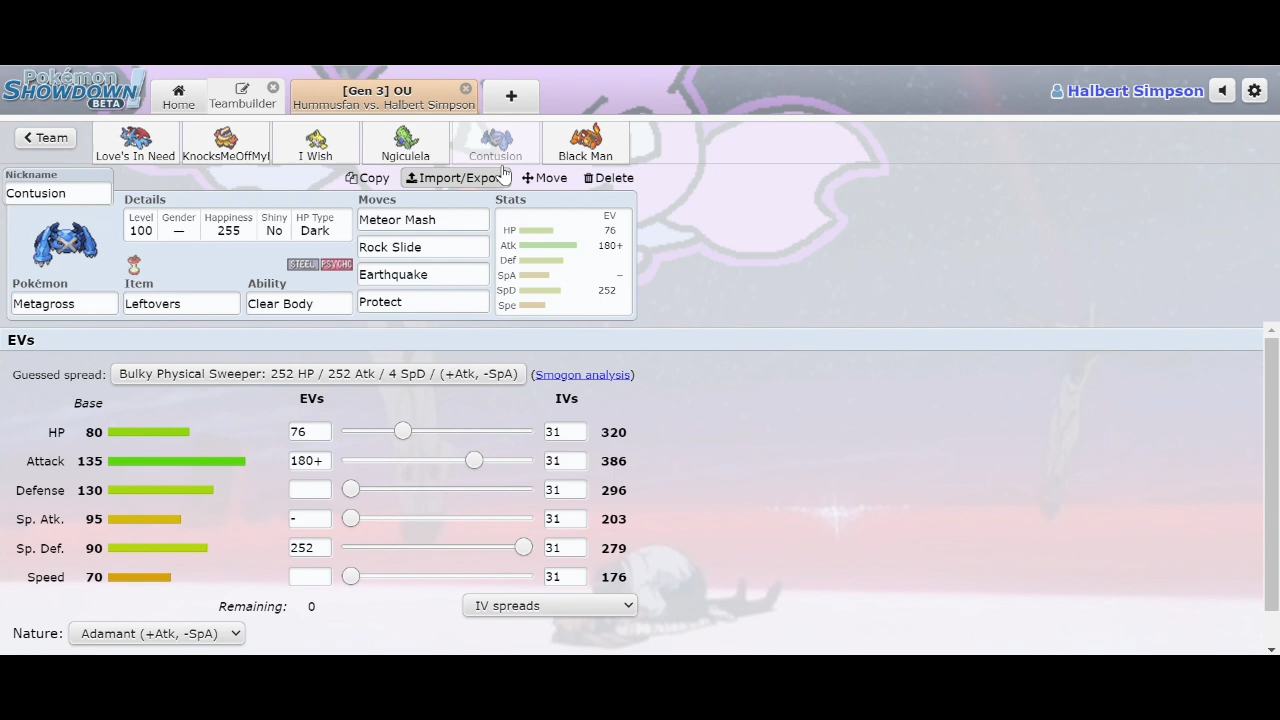 Pokémon
SHOWDOWN!
BETA
Home
Teambuilder
[Gen 3] OU
Hummusfan vs. Halbert Simpson
+
Halbert Simpson
Team
Love's In Need
KnocksMeOffMyl
I Wish
Ngiculela
Contusion
Black Man
Nickname
Contusion
Copy
Import/Export
Move
Delete
Details
Moves
Stats
Level
Gender
Happiness
Shiny
HP Type
100
—
255
No
Dark
STEEL
PSYCHC
Pokémon
Item
Ability
Metagross
Leftovers
Clear Body
Meteor Mash
Rock Slide
Earthquake
Protect
EV
HP 76
Atk 180+
Def
SpA –
SpD 252
Spe
EVs
Guessed spread: Bulky Physical Sweeper: 252 HP / 252 Atk / 4 SpD / (+Atk, -SpA) (Smogon analysis)
Base EVs IVs
HP 80 76 31 320
Attack 135 180+ 31 386
Defense 130 31 296
Sp. Atk. 95 - 31 203
Sp. Def. 90 252 31 279
Speed 70 31 176
Remaining: 0 IV spreads
Nature: Adamant (+Atk, -SpA)